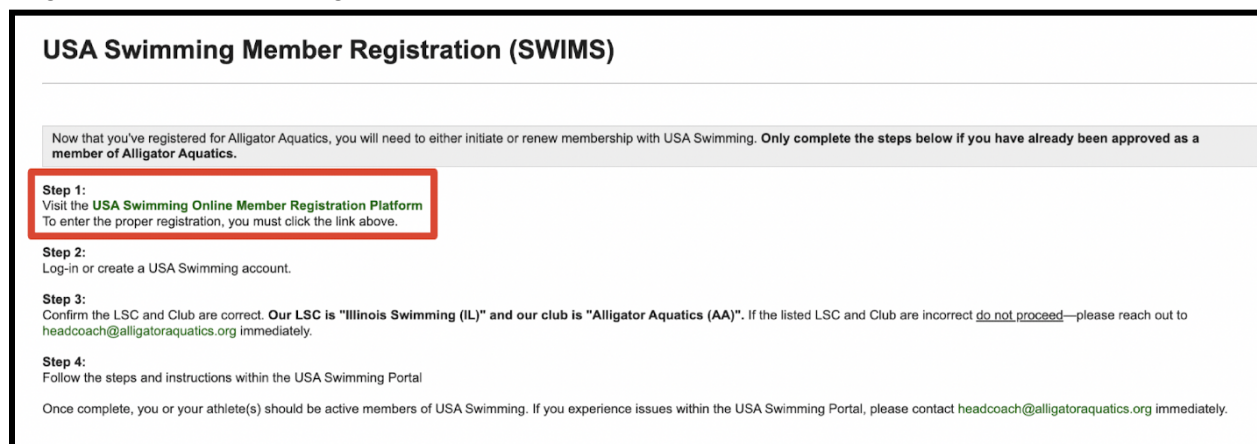 USA Swimming Member Registration (SWIMS)
Now that you've registered for Alligator Aquatics, you will need to either initiate or renew membership with USA Swimming. Only complete the steps below if you have already been approved as a
member of Alligator Aquatics.
Step 1:
Visit the USA Swimming Online Member Registration Platform
To enter the proper registration, you must click the link above.
Step 2:
Log-in or create a USA Swimming account.
Step 3:
Confirm the LSC and Club are correct. Our LSC is "Illinois Swimming (IL)" and our club is "Alligator Aquatics (AA)". If the listed LSC and Club are incorrect do not proceed—please reach out to
headcoach@alligatoraquatics.org immediately.
Step 4:
Follow the steps and instructions within the USA Swimming Portal
Once complete, you or your athlete(s) should be active members of USA Swimming. If you experience issues within the USA Swimming Portal, please contact headcoach@alligatoraquatics.org immediately.